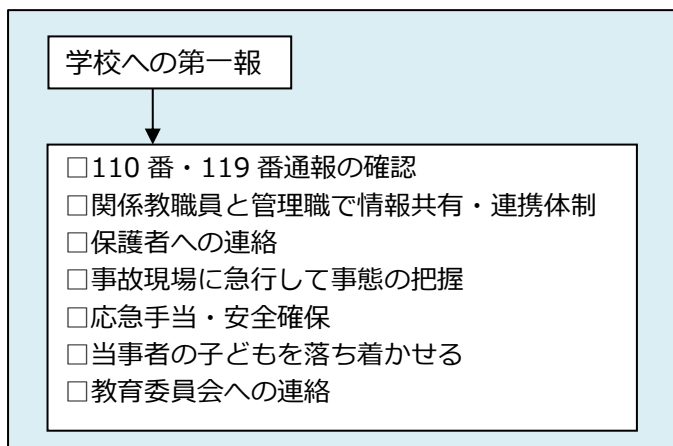 学校への第一報
□110 番・119 番通報の確認
□関係教職員と管理職で情報共有・連携体制
□保護者への連絡
□事故現場に急行して事態の把握
□応急手当・安全確保
□当事者の子どもを落ち着かせる
□教育委員会への連絡